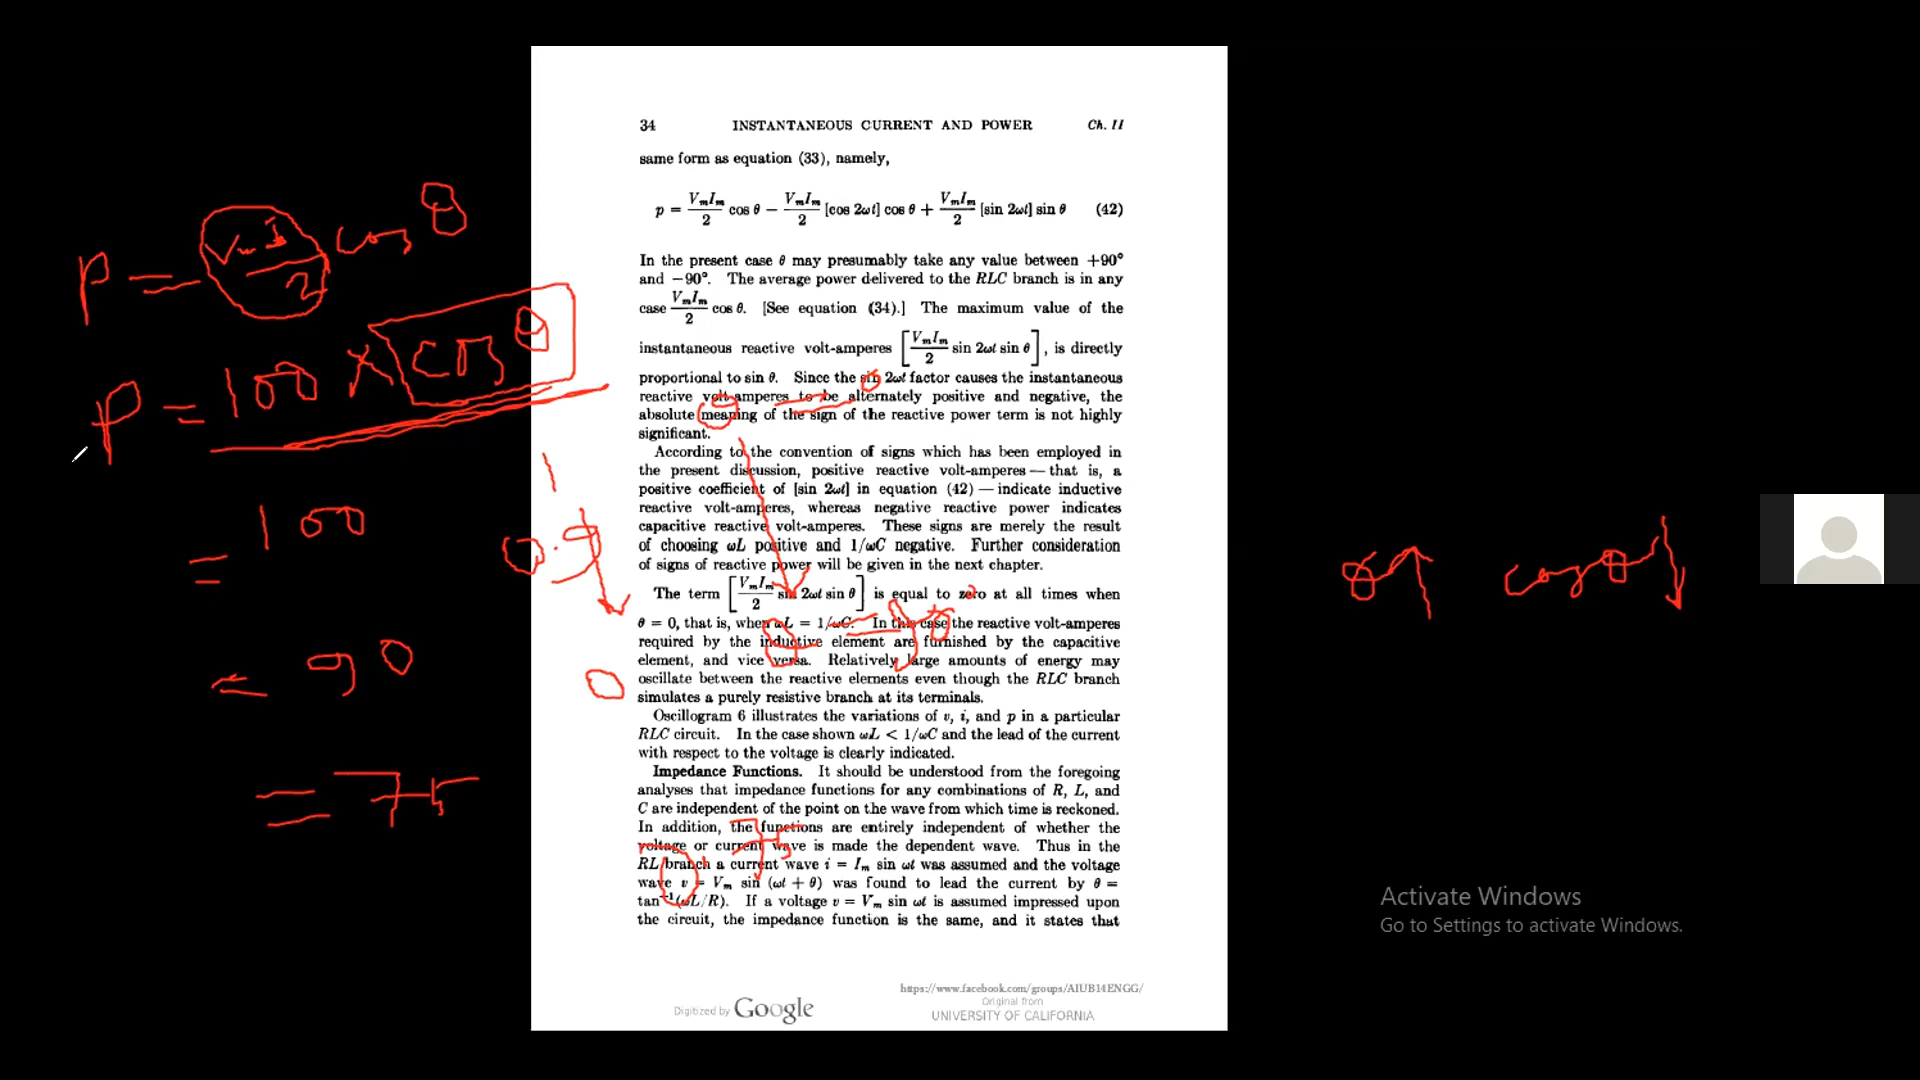 34 INSTANTANEOUS CURRENT AND POWER Ch. II
same form as equation (33), namely,
p = VmIm/2 cos θ − VmIm/2 [cos 2ωt] cos θ + VmIm/2 [sin 2ωt] sin θ (42)
In the present case θ may presumably take any value between +90°
and −90°. The average power delivered to the RLC branch is in any
case VmIm/2 cos θ. [See equation (34).] The maximum value of the
instantaneous reactive volt-amperes [VmIm/2 sin 2ωt sin θ], is directly
proportional to sin θ. Since the sin 2ωt factor causes the instantaneous
reactive volt-amperes to be alternately positive and negative, the
absolute meaning of the sign of the reactive power term is not highly
significant.
According to the convention of signs which has been employed in
the present discussion, positive reactive volt-amperes — that is, a
positive coefficient of [sin 2ωt] in equation (42) — indicate inductive
reactive volt-amperes, whereas negative reactive power indicates
capacitive reactive volt-amperes. These signs are merely the result
of choosing ωL positive and 1/ωC negative. Further consideration
of signs of reactive power will be given in the next chapter.
The term [VmIm/2 sin 2ωt sin θ] is equal to zero at all times when
θ = 0, that is, when ωL = 1/ωC. In this case the reactive volt-amperes
required by the inductive element are furnished by the capacitive
element, and vice versa. Relatively large amounts of energy may
oscillate between the reactive elements even though the RLC branch
simulates a purely resistive branch at its terminals.
Oscillogram 6 illustrates the variations of v, i, and p in a particular
RLC circuit. In the case shown ωL < 1/ωC and the lead of the current
with respect to the voltage is clearly indicated.
Impedance Functions. It should be understood from the foregoing
analyses that impedance functions for any combinations of R, L, and
C are independent of the point on the wave from which time is reckoned.
In addition, the functions are entirely independent of whether the
voltage or current wave is made the dependent wave. Thus in the
RL branch a current wave i = Im sin ωt was assumed and the voltage
wave v = Vm sin (ωt + θ) was found to lead the current by θ =
tan⁻¹(ωL/R). If a voltage v = Vm sin ωt is assumed impressed upon
the circuit, the impedance function is the same, and it states that
https://www.facebook.com/groups/AIUB14ENGG/
Digitized by Google
Original from
UNIVERSITY OF CALIFORNIA
P = VmI/2 cos θ
P = 100 × cos θ
= 100
1
0.9
= 90
0
= 75
75
θ↑ cos θ↓
Activate Windows
Go to Settings to activate Windows.